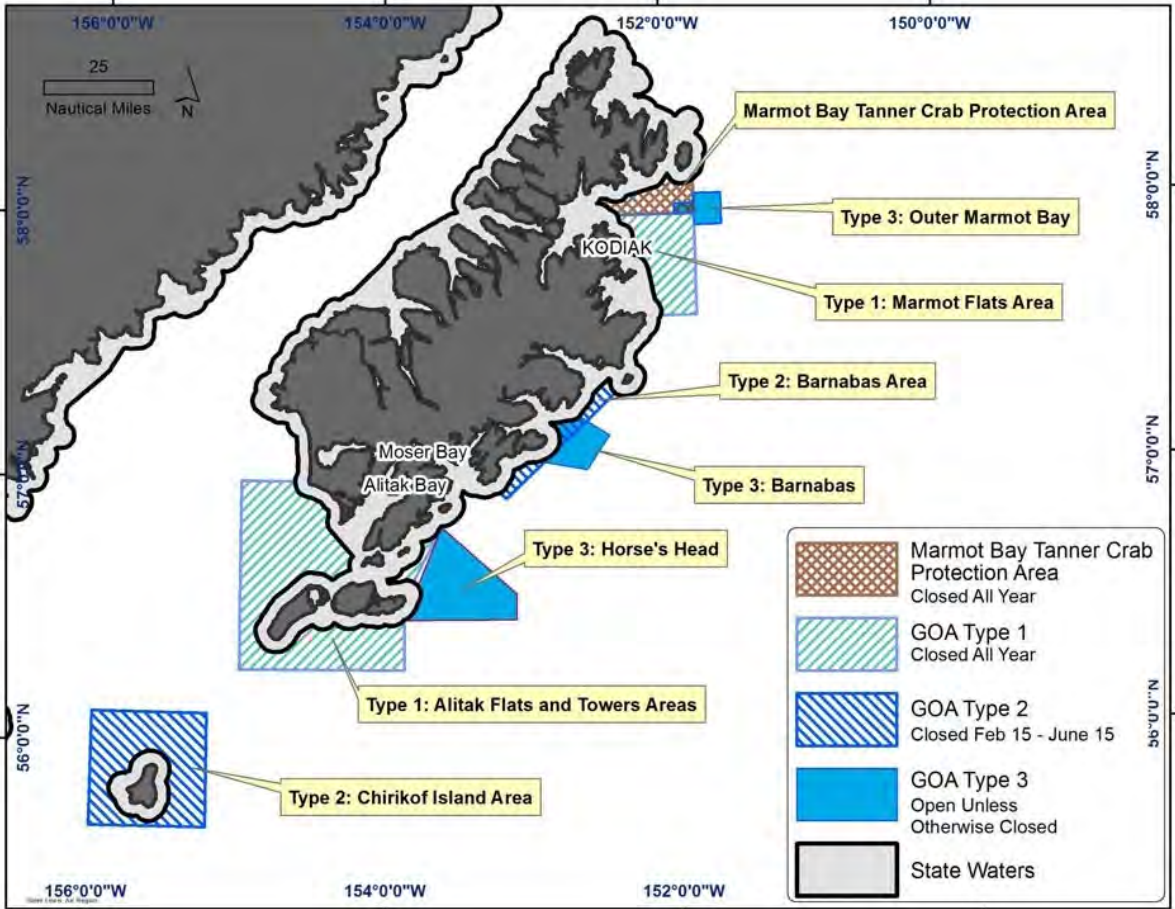 156°0'0"W
154°0'0"W
152°0'0"W
150°0'0"W
25
Nautical Miles
N
Marmot Bay Tanner Crab Protection Area
58°0'0"N
58°0'0"N
Type 3: Outer Marmot Bay
KODIAK
Type 1: Marmot Flats Area
Type 2: Barnabas Area
57°0'0"N
57°0'0"N
Moser Bay
Alitak Bay
Type 3: Barnabas
Type 3: Horse's Head
Type 1: Alitak Flats and Towers Areas
56°0'0"N
56°0'0"N
Type 2: Chirikof Island Area
Marmot Bay Tanner Crab
Protection Area
Closed All Year
GOA Type 1
Closed All Year
GOA Type 2
Closed Feb 15 - June 15
GOA Type 3
Open Unless
Otherwise Closed
State Waters
156°0'0"W
154°0'0"W
152°0'0"W